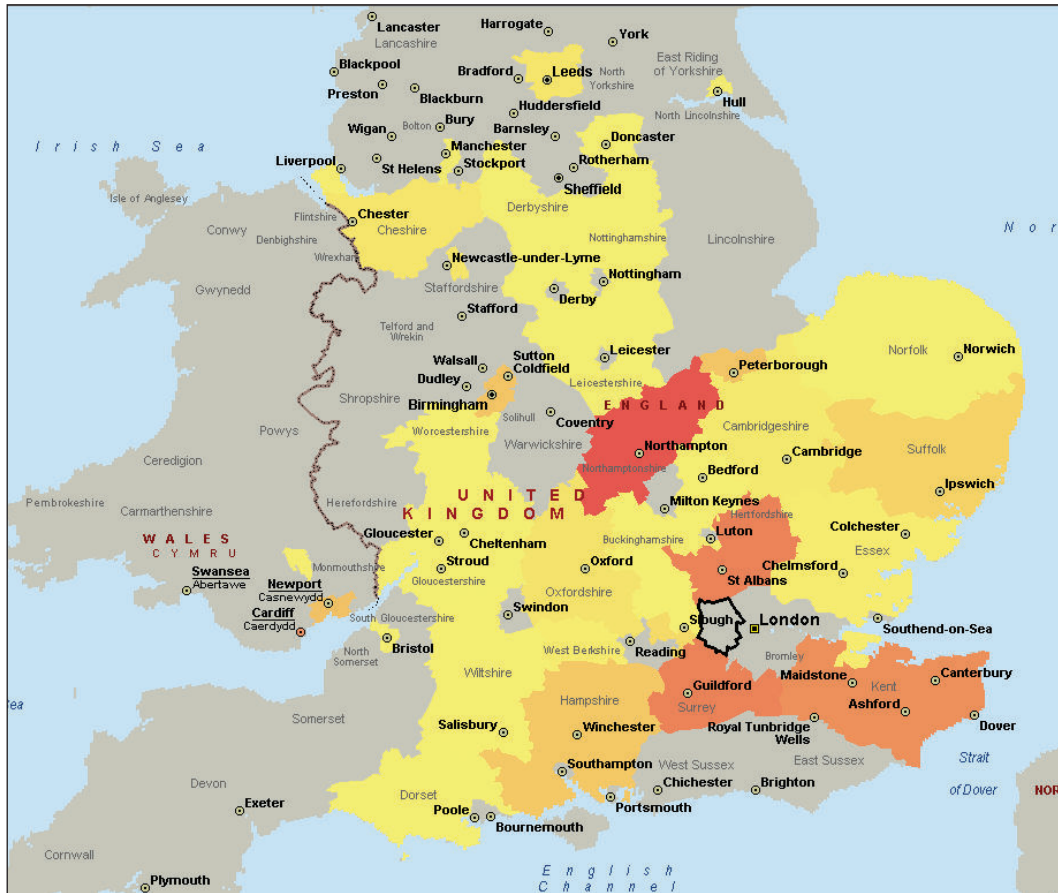 Lancaster
Lancashire
Harrogate
York
East Riding
of Yorkshire
Blackpool
Bradford
Leeds
North
Yorkshire
Preston
Blackburn
Hull
Huddersfield
North Lincolnshire
Wigan
Bolton
Bury
Barnsley
Doncaster
Irish Sea
Manchester
Liverpool
St Helens
Stockport
Rotherham
Sheffield
Isle of Anglesey
Flintshire
Chester
Cheshire
Derbyshire
Conwy
Denbighshire
Nottinghamshire
Lincolnshire
Nor
Wrexham
Newcastle-under-Lyme
Gwynedd
Staffordshire
Nottingham
Derby
Stafford
Telford and
Wrekin
Norfolk
Norwich
Walsall
Sutton
Coldfield
Leicester
Peterborough
Dudley
Leicestershire
Shropshire
Birmingham
ENGLAND
Solihull
Coventry
Powys
Worcestershire
Warwickshire
Cambridgeshire
Suffolk
Northampton
Cambridge
Ceredigion
Northamptonshire
Bedford
Pembrokeshire
Herefordshire
UNITED
KINGDOM
Ipswich
Carmarthenshire
Milton Keynes
Hertfordshire
WALES
CYMRU
Gloucester
Cheltenham
Buckinghamshire
Luton
Colchester
Essex
Swansea
Abertawe
Monmouthshire
Stroud
Gloucestershire
Oxford
Oxfordshire
St Albans
Chelmsford
Newport
Casnewydd
Cardiff
Caerdydd
South Gloucestershire
Swindon
Slough
London
Southend-on-Sea
Bristol
North
Somerset
West Berkshire
Reading
Bromley
Wiltshire
Maidstone
Canterbury
Kent
Guildford
Surrey
Ashford
ea
Somerset
Hampshire
Salisbury
Winchester
Royal Tunbridge
Wells
Dover
Southampton
West Sussex
East Sussex
Strait
of Dover
Devon
Chichester
Brighton
NOR
Exeter
Dorset
Poole
Portsmouth
Bournemouth
Cornwall
Plymouth
English
Channel